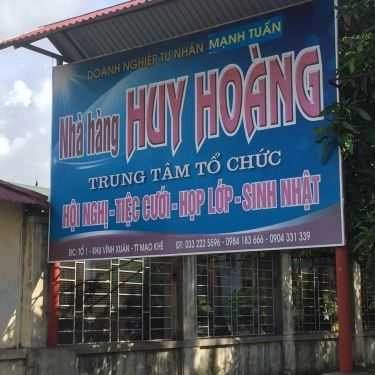 DOANH NGHIỆP TƯ NHÂN MẠNH TUẤN
Nhà hàng HUY HOÀNG
TRUNG TÂM TỔ CHỨC
HỘI NGHỊ - TIỆC CƯỚI - HỌP LỚP - SINH NHẬT
ĐC: TỔ 1 - KHU VĨNH XUÂN - TT MẠO KHÊ ĐT: 033 222 5596 - 0984 183 666 - 0904 331 339